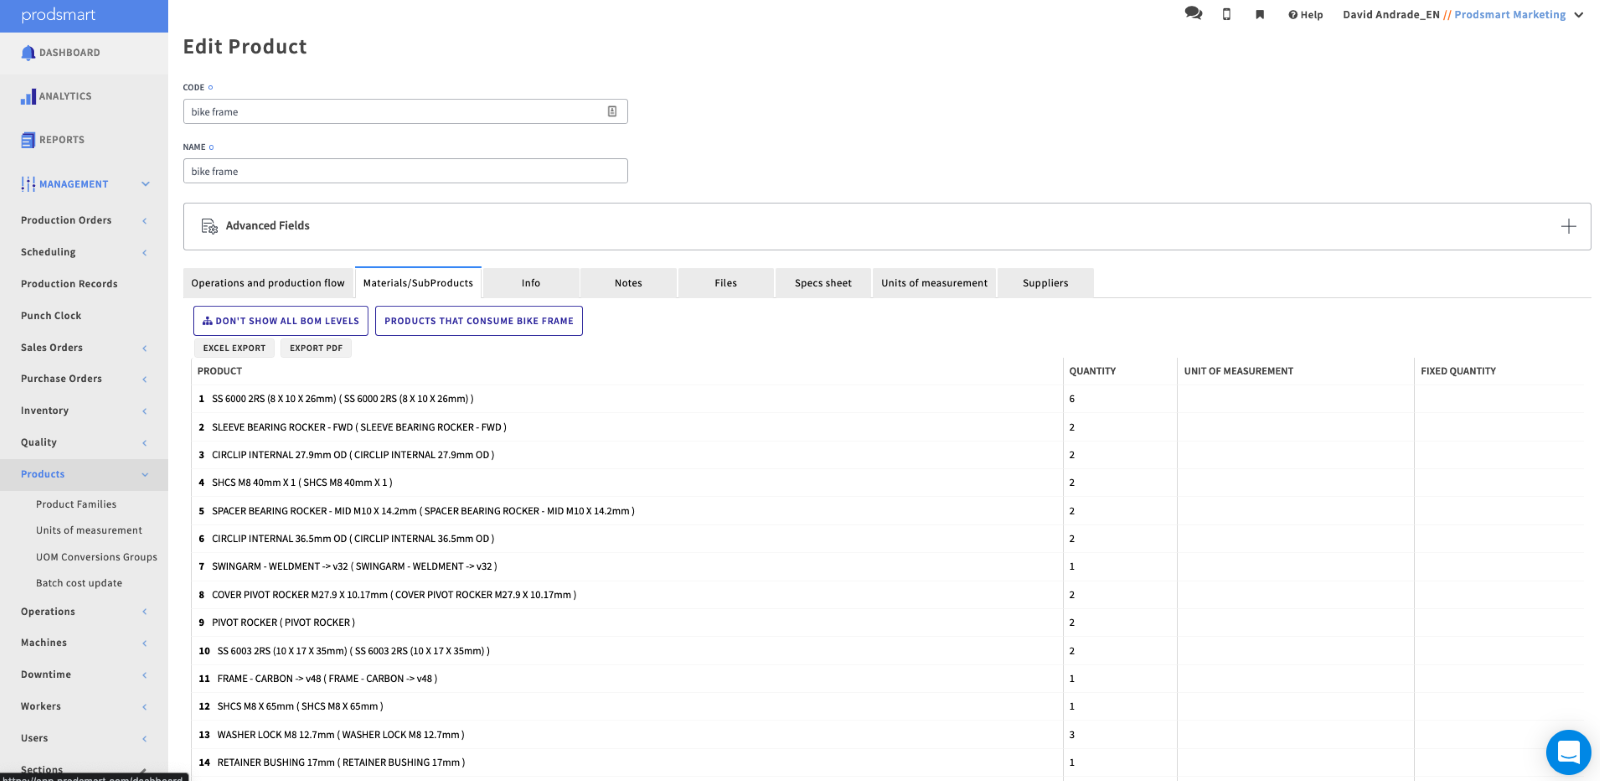 prodsmart
Help
David Andrade_EN // Prodsmart Marketing
DASHBOARD
ANALYTICS
REPORTS
MANAGEMENT
Production Orders
Scheduling
Production Records
Punch Clock
Sales Orders
Purchase Orders
Inventory
Quality
Products
Product Families
Units of measurement
UOM Conversions Groups
Batch cost update
Operations
Machines
Downtime
Workers
Users
Sections
Edit Product
CODE
bike frame
NAME
bike frame
Advanced Fields
Operations and production flow Materials/SubProducts Info Notes Files Specs sheet Units of measurement Suppliers
DON'T SHOW ALL BOM LEVELS PRODUCTS THAT CONSUME BIKE FRAME
EXCEL EXPORT EXPORT PDF
PRODUCT QUANTITY UNIT OF MEASUREMENT FIXED QUANTITY
1 SS 6000 2RS (8 X 10 X 26mm) ( SS 6000 2RS (8 X 10 X 26mm) ) 6
2 SLEEVE BEARING ROCKER - FWD ( SLEEVE BEARING ROCKER - FWD ) 2
3 CIRCLIP INTERNAL 27.9mm OD ( CIRCLIP INTERNAL 27.9mm OD ) 2
4 SHCS M8 40mm X 1 ( SHCS M8 40mm X 1 ) 2
5 SPACER BEARING ROCKER - MID M10 X 14.2mm ( SPACER BEARING ROCKER - MID M10 X 14.2mm ) 2
6 CIRCLIP INTERNAL 36.5mm OD ( CIRCLIP INTERNAL 36.5mm OD ) 2
7 SWINGARM - WELDMENT -> v32 ( SWINGARM - WELDMENT -> v32 ) 1
8 COVER PIVOT ROCKER M27.9 X 10.17mm ( COVER PIVOT ROCKER M27.9 X 10.17mm ) 2
9 PIVOT ROCKER ( PIVOT ROCKER ) 2
10 SS 6003 2RS (10 X 17 X 35mm) ( SS 6003 2RS (10 X 17 X 35mm) ) 2
11 FRAME - CARBON -> v48 ( FRAME - CARBON -> v48 ) 1
12 SHCS M8 X 65mm ( SHCS M8 X 65mm ) 1
13 WASHER LOCK M8 12.7mm ( WASHER LOCK M8 12.7mm ) 3
14 RETAINER BUSHING 17mm ( RETAINER BUSHING 17mm ) 1